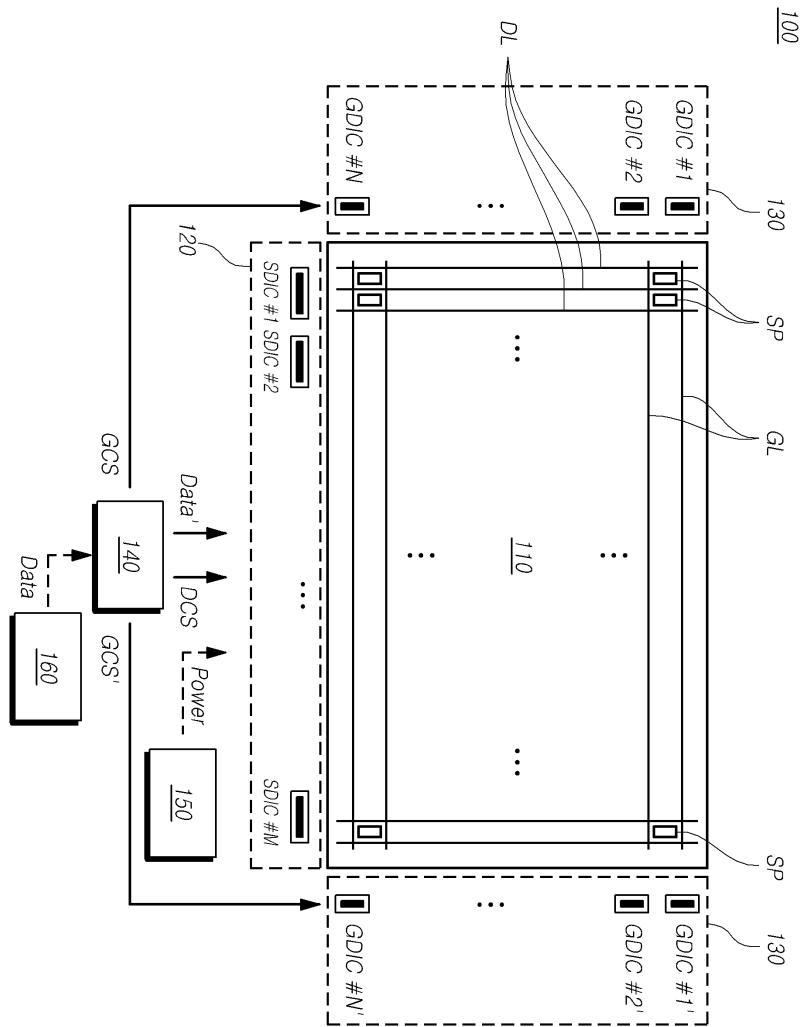 100
DL
GDIC #1
GDIC #2
GDIC #N
130
SP
GL
SP
110
130
GDIC #1'
GDIC #2'
GDIC #N'
120
SDIC #1
SDIC #2
SDIC #M
GCS
Data'
DCS
Power
GCS'
140
150
Data
160